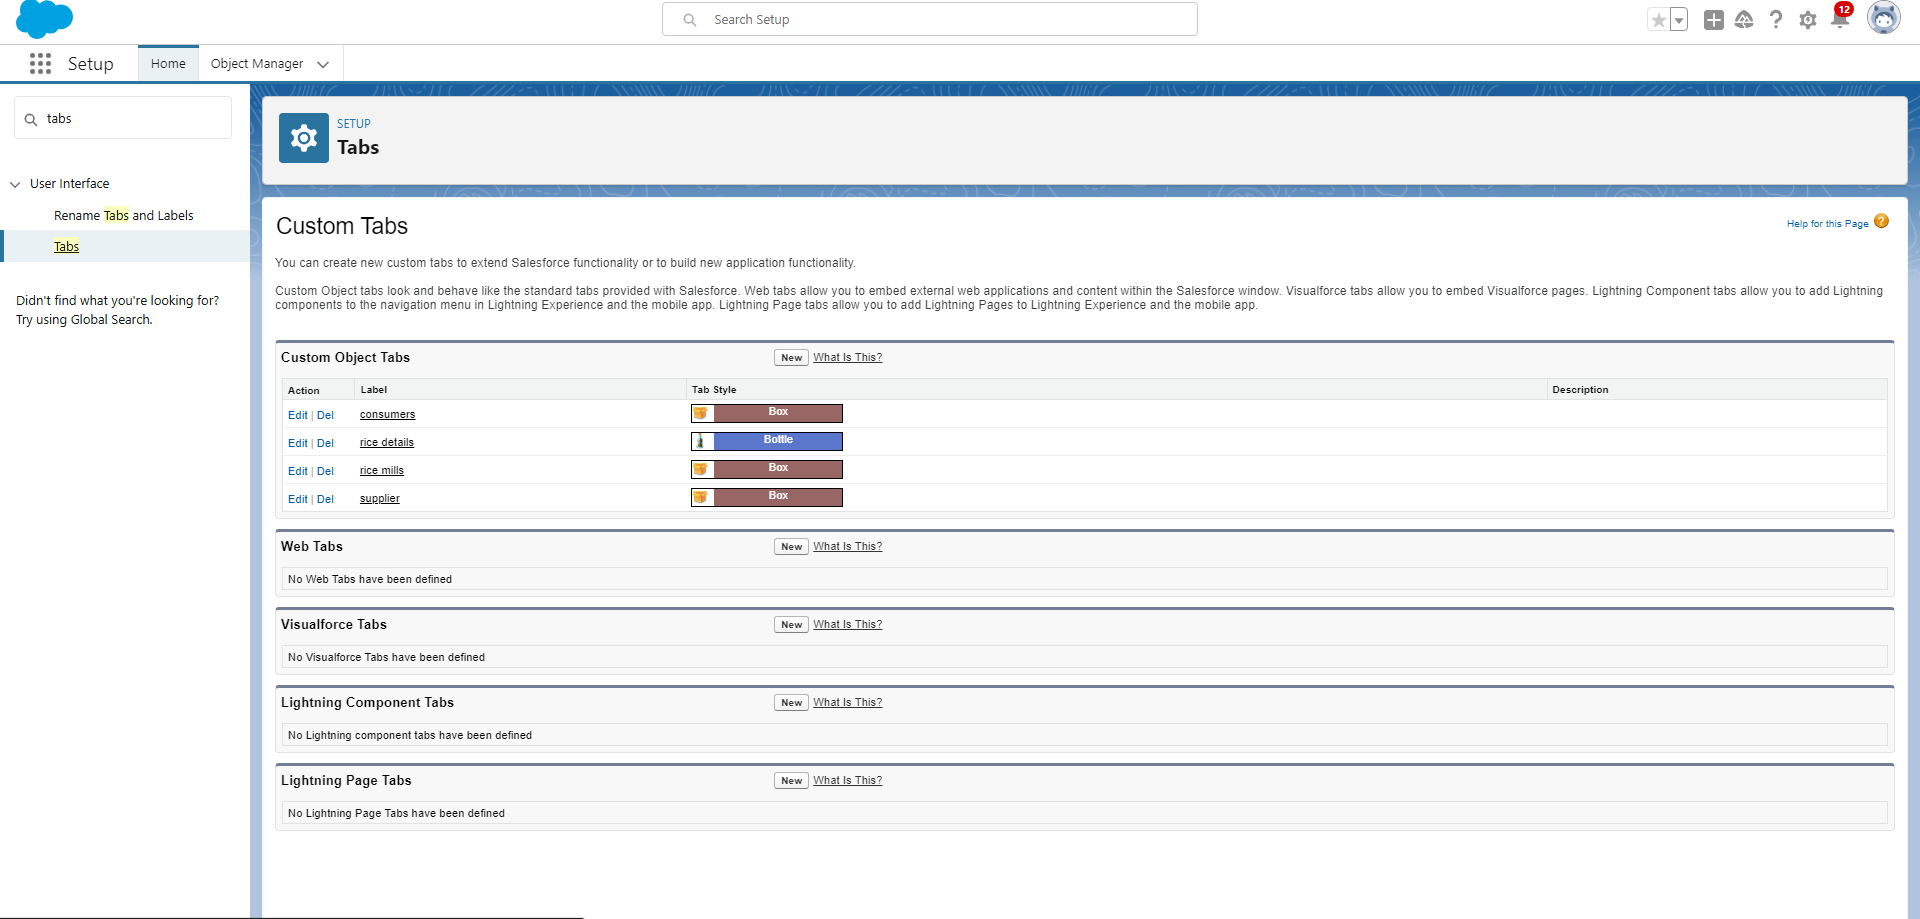 Search Setup
12
Setup
Home
Object Manager
tabs
User Interface
Rename Tabs and Labels
Tabs
Didn't find what you're looking for?
Try using Global Search.
SETUP
Tabs
Custom Tabs
Help for this Page
You can create new custom tabs to extend Salesforce functionality or to build new application functionality.
Custom Object tabs look and behave like the standard tabs provided with Salesforce. Web tabs allow you to embed external web applications and content within the Salesforce window. Visualforce tabs allow you to embed Visualforce pages. Lightning Component tabs allow you to add Lightning
components to the navigation menu in Lightning Experience and the mobile app. Lightning Page tabs allow you to add Lightning Pages to Lightning Experience and the mobile app.
Custom Object Tabs New What Is This?
Action Label Tab Style Description
Edit | Del consumers Box
Edit | Del rice details Bottle
Edit | Del rice mills Box
Edit | Del supplier Box
Web Tabs New What Is This?
No Web Tabs have been defined
Visualforce Tabs New What Is This?
No Visualforce Tabs have been defined
Lightning Component Tabs New What Is This?
No Lightning component tabs have been defined
Lightning Page Tabs New What Is This?
No Lightning Page Tabs have been defined